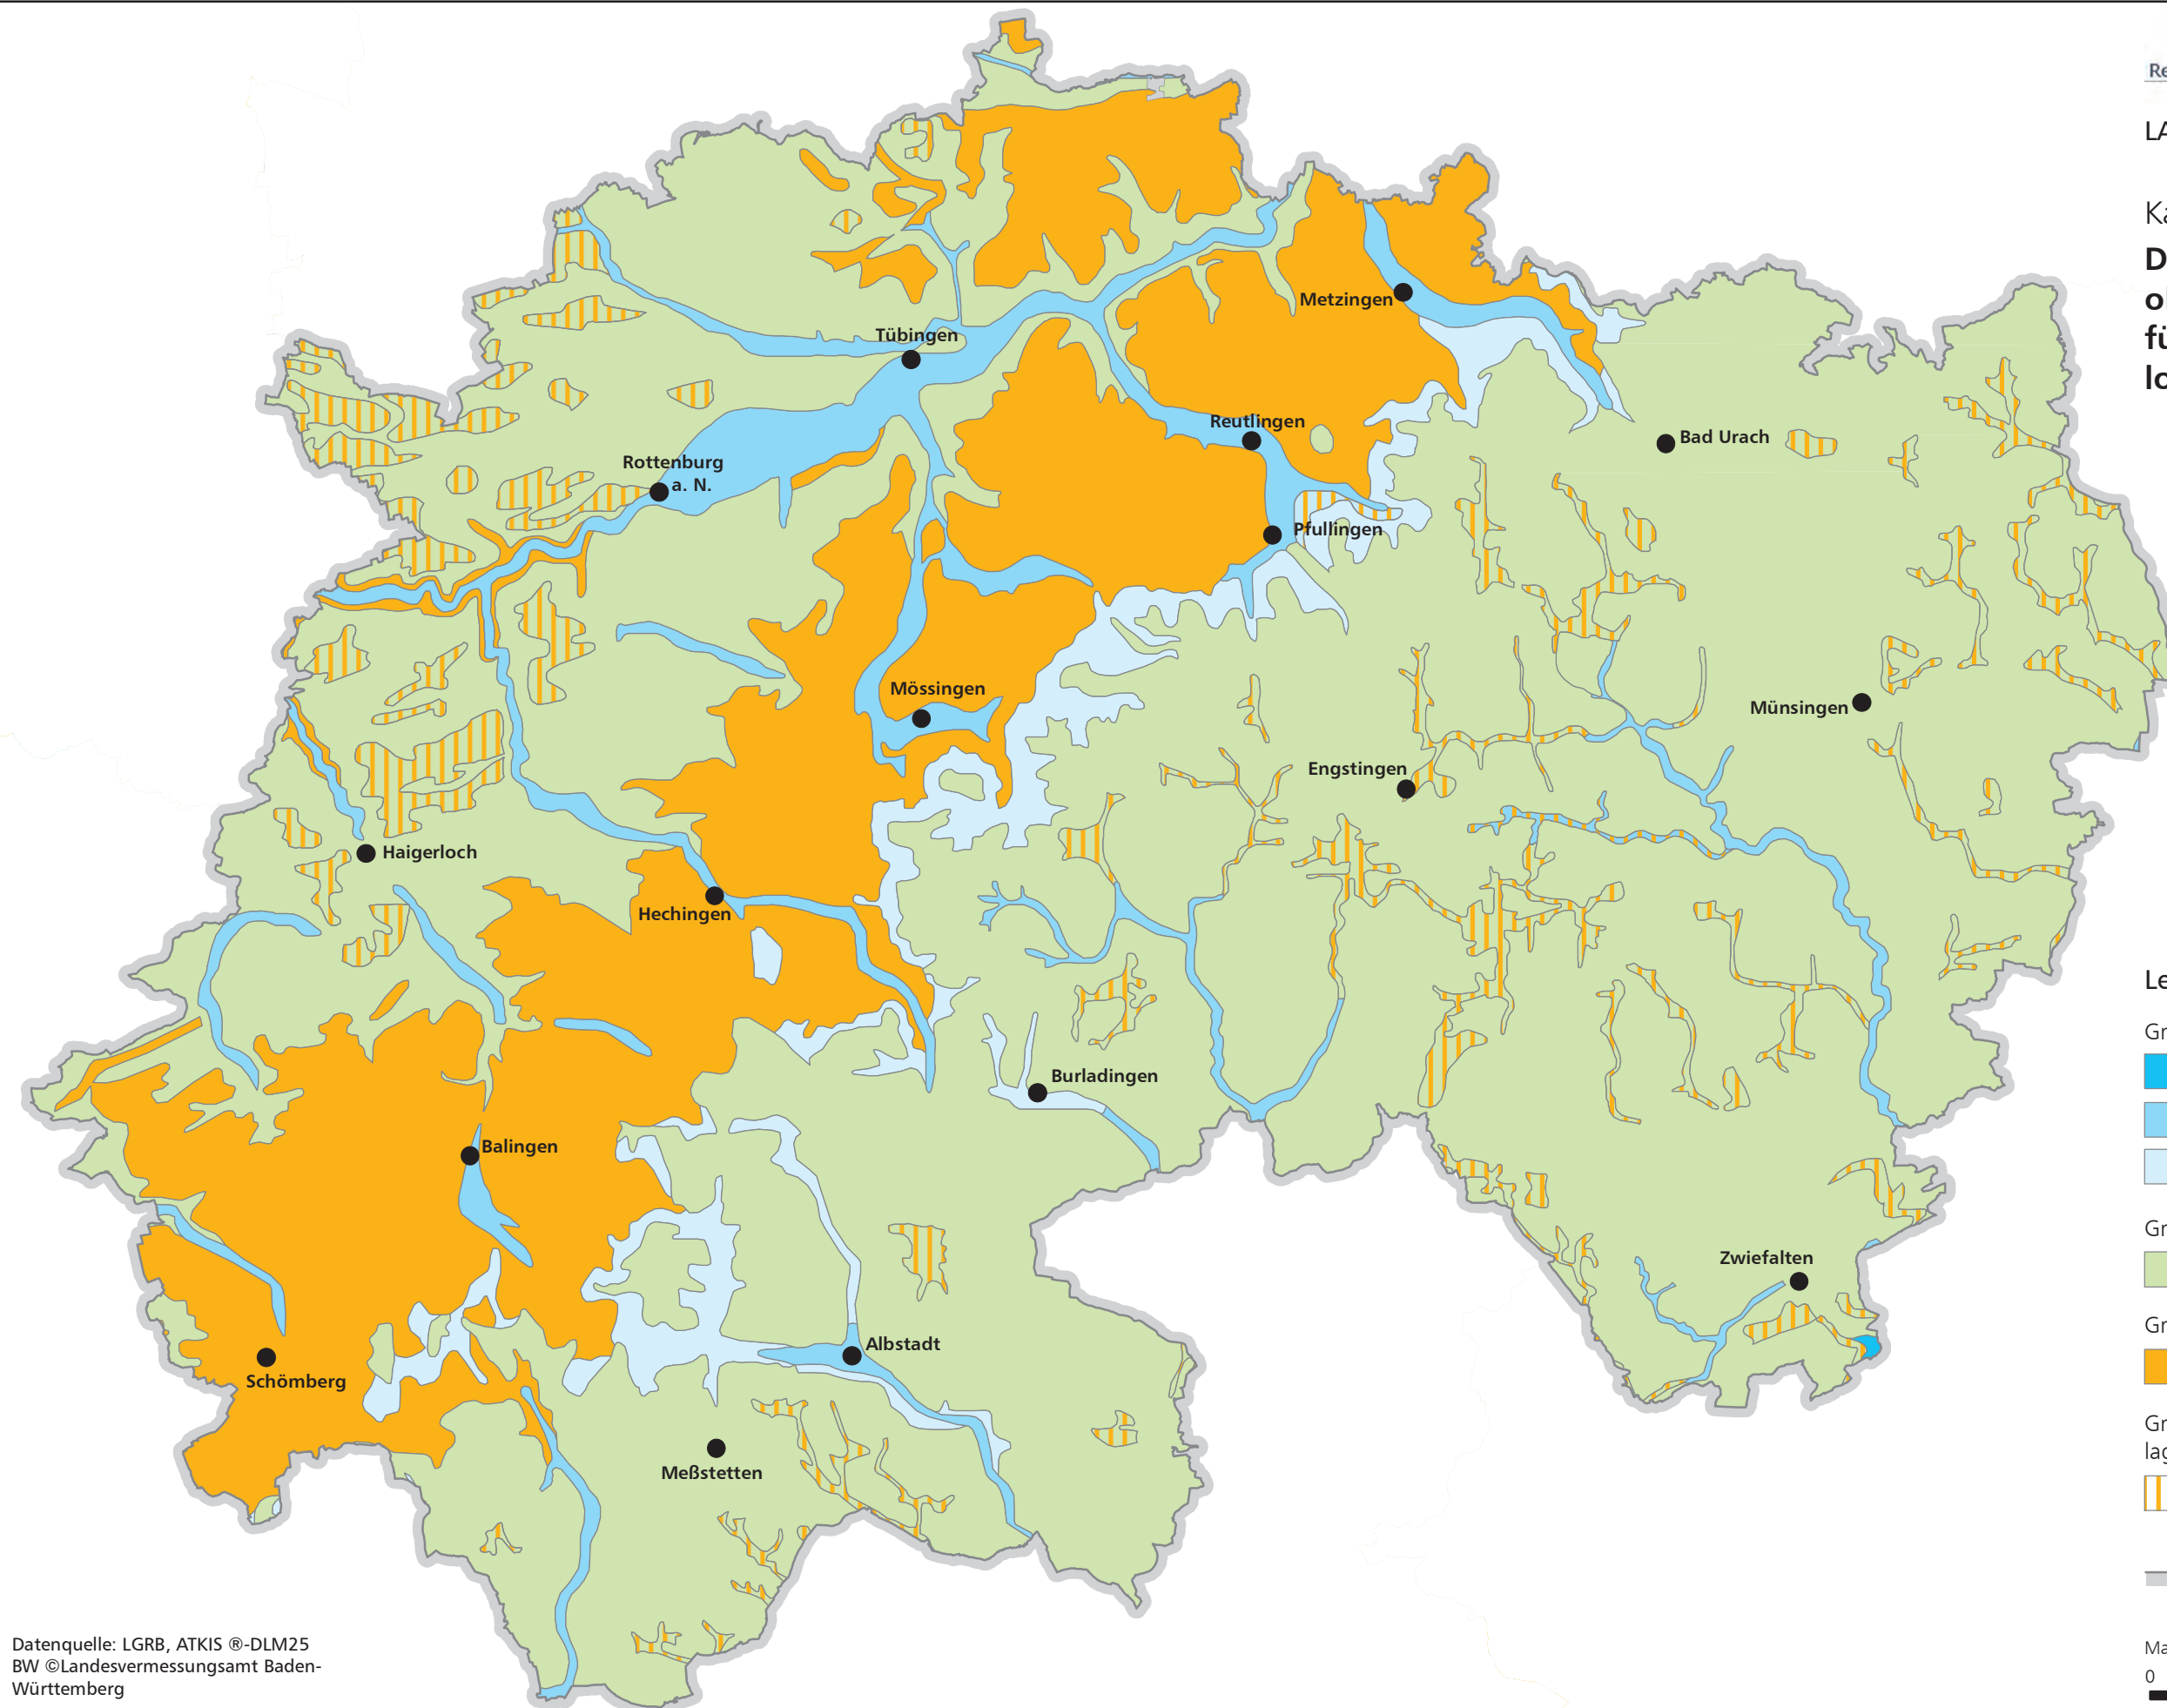 Tübingen
Metzingen
Reutlingen
Bad Urach
Rottenburg
a. N.
Pfullingen
Mössingen
Münsingen
Engstingen
Haigerloch
Hechingen
Burladingen
Balingen
Zwiefalten
Albstadt
Schömberg
Meßstetten
Datenquelle: LGRB, ATKIS ®-DLM25
BW ©Landesvermessungsamt Baden-
Württemberg
0